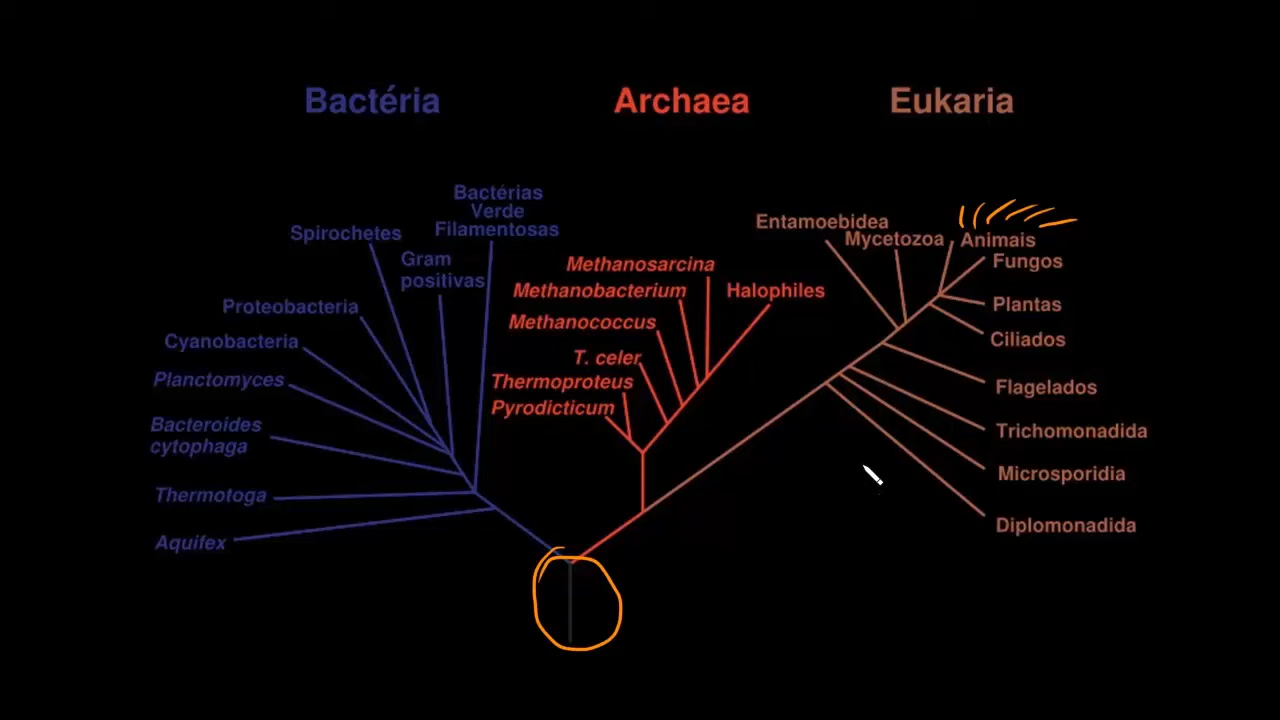 Bactéria
Archaea
Eukaria
Bactérias
Verde
Filamentosas
Spirochetes
Gram
positivas
Proteobacteria
Cyanobacteria
Planctomyces
Bacteroides
cytophaga
Thermotoga
Aquifex
Methanosarcina
Methanobacterium
Halophiles
Methanococcus
T. celer
Thermoproteus
Pyrodicticum
Entamoebidea
Mycetozoa
Animais
Fungos
Plantas
Ciliados
Flagelados
Trichomonadida
Microsporidia
Diplomonadida